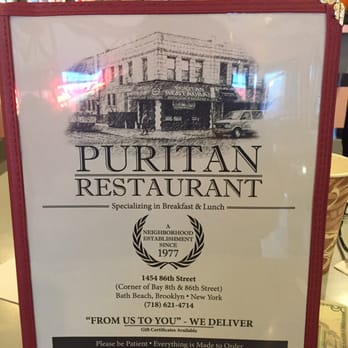 PURITAN
RESTAURANT
Specializing in Breakfast & Lunch
A
NEIGHBORHOOD
ESTABLISHMENT
SINCE
1977
1454 86th Street
(Corner of Bay 8th & 86th Street)
Bath Beach, Brooklyn • New York
(718) 621-4714
“FROM US TO YOU” - WE DELIVER
Gift Certificates Available
Please be Patient • Everything is Made to Order